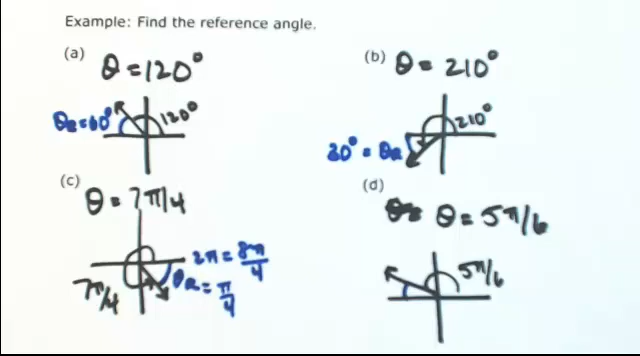 Example: Find the reference angle.
(a) θ = 120°
θR = 60° 120°
(b) θ = 210°
210°
30° = θR
(c) θ = 7π/4
2π = 8π/4
7π/4 θR = π/4
(d) θ = 5π/6
5π/6